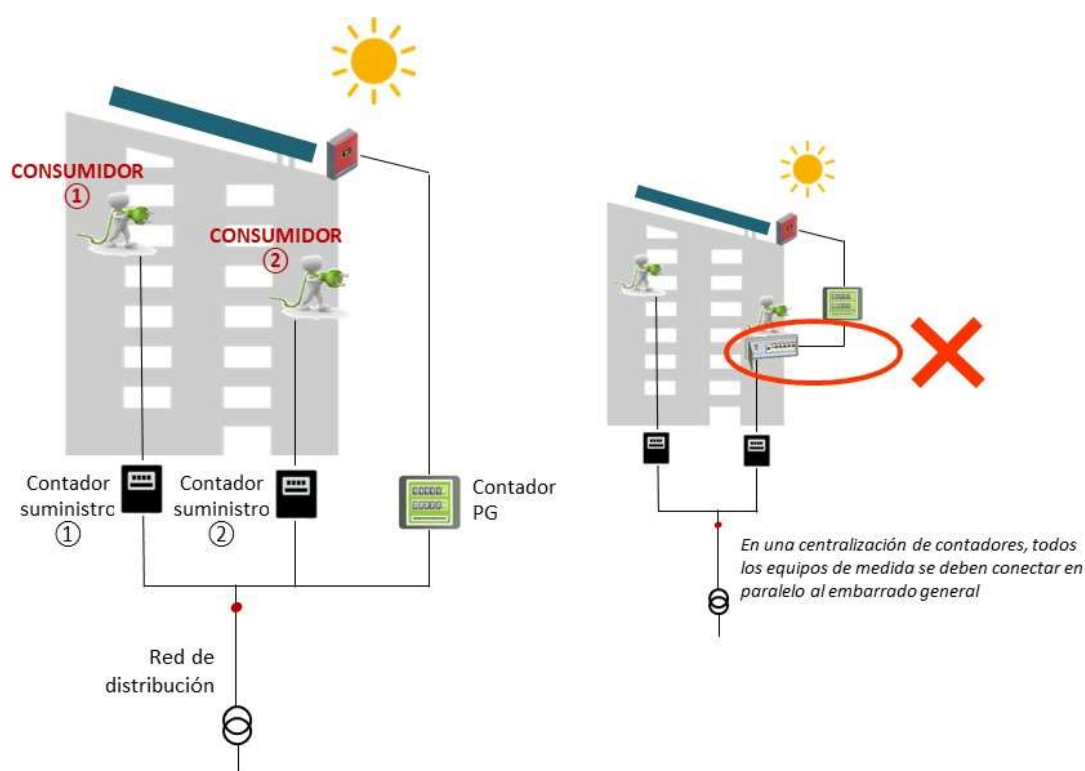 CONSUMIDOR
①
CONSUMIDOR
②
Contador
suministro
①
Contador
suministro
②
Contador
PG
Red de
distribución
En una centralización de contadores, todos
los equipos de medida se deben conectar en
paralelo al embarrado general